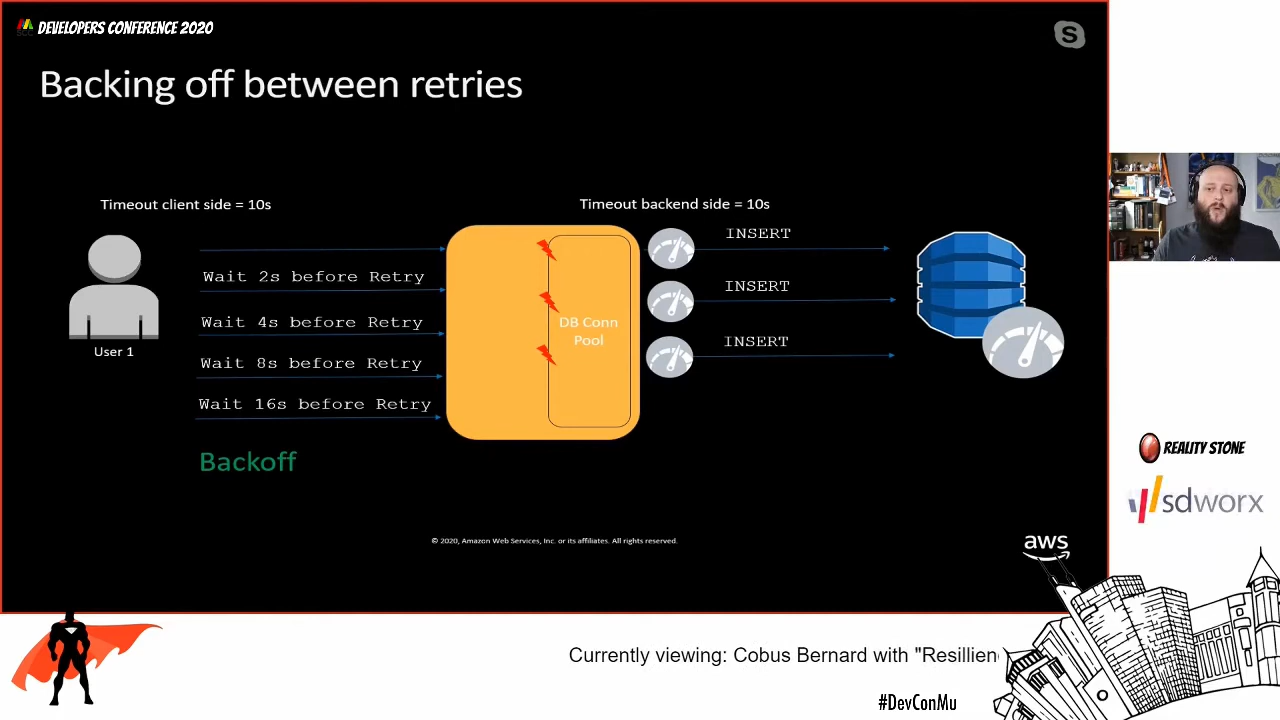 DEVELOPERS CONFERENCE 2020
S
Backing off between retries
Timeout client side = 10s
Timeout backend side = 10s
INSERT
Wait 2s before Retry
INSERT
Wait 4s before Retry
DB Conn
Pool
INSERT
User 1
Wait 8s before Retry
Wait 16s before Retry
Backoff
REALITY STONE
sdworx
© 2020, Amazon Web Services, Inc. or its affiliates. All rights reserved.
aws
Currently viewing: Cobus Bernard with "Resillien
#DevConMu